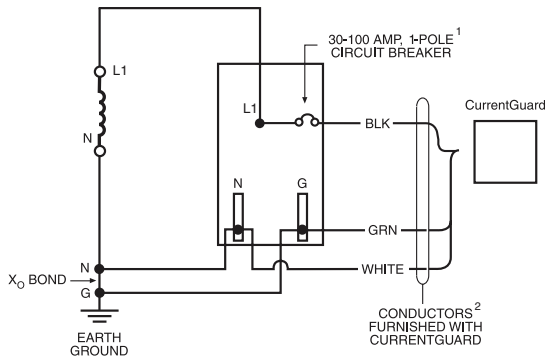 30-100 AMP, 1-POLE¹
CIRCUIT BREAKER
L1
L1
CurrentGuard
BLK
N
N
G
GRN
N
WHITE
X₀ BOND
G
EARTH
GROUND
CONDUCTORS²
FURNISHED WITH
CURRENTGUARD